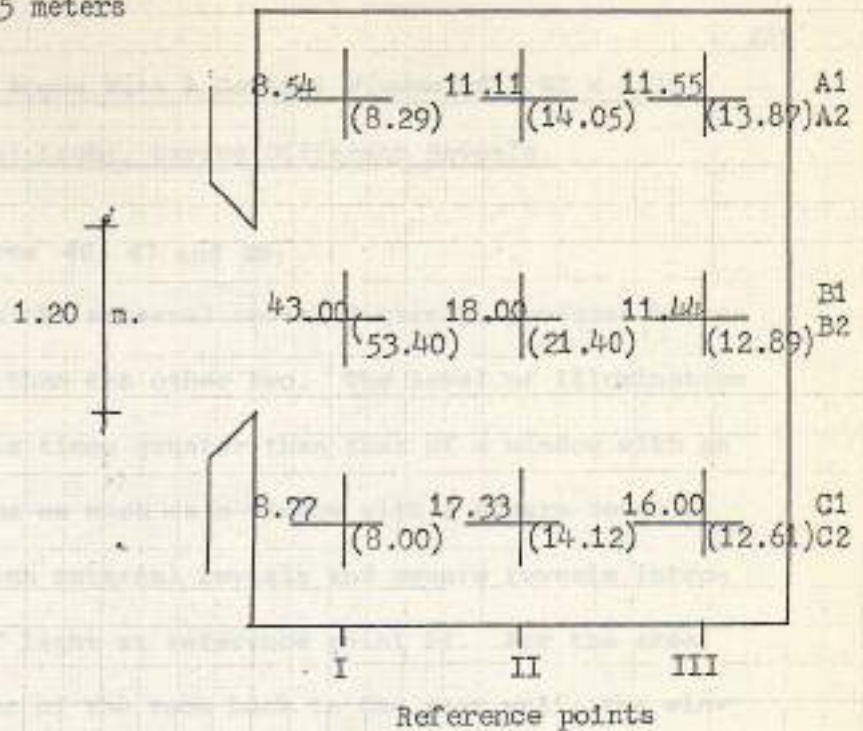 5 meters
8.54 11.11 11.55 A1
(8.29) (14.05) (13.87) A2
1.20 m.
43.00 18.00 11.44 B1
(53.40) (21.40) (12.89) B2
8.77 17.33 16.00 C1
(8.00) (14.12) (12.61) C2
I II III
Reference points